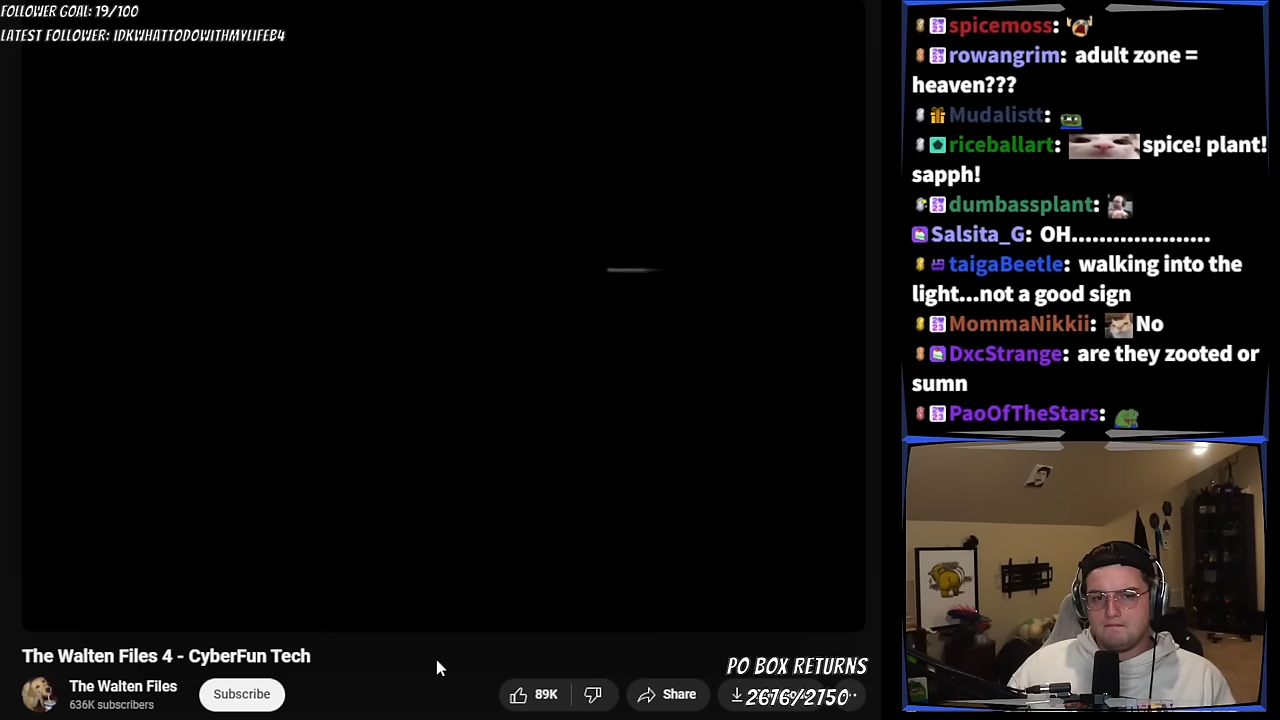 FOLLOWER GOAL: 19/100
LATEST FOLLOWER: IDKWHATTODOWITHMYLIFEB4
spicemoss:
rowangrim: adult zone =
heaven???
Mudalistt:
riceballart: spice! plant!
sapph!
dumbassplant:
Salsita_G: OH....................
taigaBeetle: walking into the
light...not a good sign
MommaNikkii: No
DxcStrange: are they zooted or
sumn
PaoOfTheStars:
The Walten Files 4 - CyberFun Tech
The Walten Files
636K subscribers
Subscribe
89K
Share
PO BOX RETURNS
2676/2750